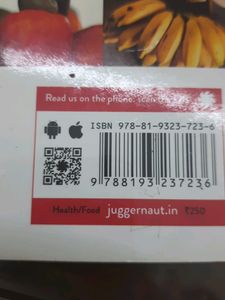 Read us on the phone: scan
ISBN 978-81-9323-723-6
9 788193 237236
Health/Food juggernaut.in ₹250